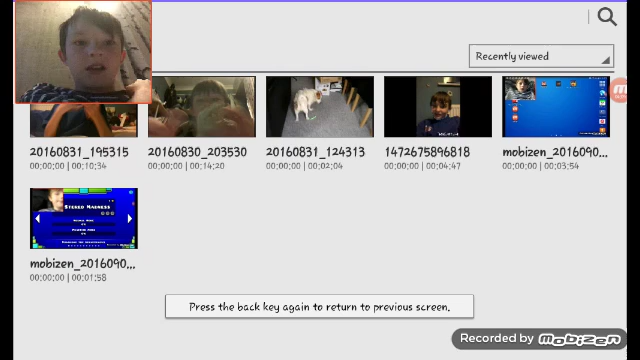 Recently viewed
20160831_195315
00:00:00 | 00:10:34
20160830_203530
00:00:00 | 00:14:20
20160831_124313
00:00:00 | 00:02:04
1472675896818
00:00:00 | 00:04:47
mobizen_2016090...
00:00:00 | 00:03:54
STEREO MADNESS
mobizen_2016090...
00:00:00 | 00:01:58
Press the back key again to return to previous screen.
Recorded by MOBIZEN